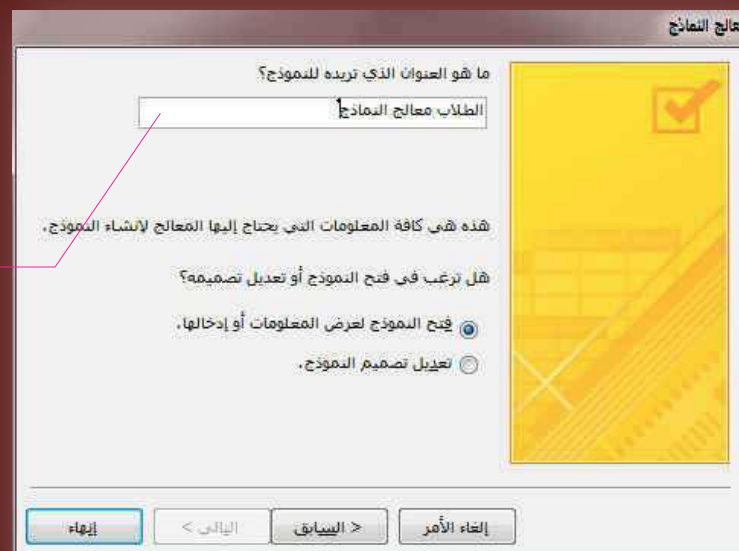 معالج النماذج
ما هو العنوان الذي تريده للنموذج؟
الطلاب معالج النماذج
هذه هي كافة المعلومات التي يحتاج إليها المعالج لإنشاء النموذج.
هل ترغب في فتح النموذج أو تعديل تصميمه؟
فتح النموذج لعرض المعلومات أو إدخالها.
تعديل تصميم النموذج.
إلغاء الأمر
< السابق
التالي >
إنهاء